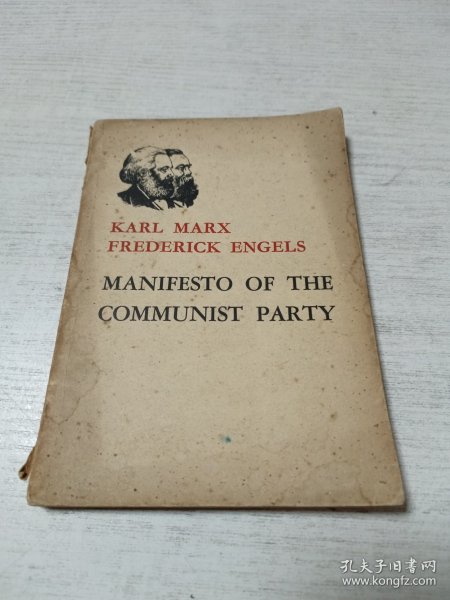 KARL MARX
FREDERICK ENGELS
MANIFESTO OF THE
COMMUNIST PARTY
孔夫子旧书网
www.kongfz.com